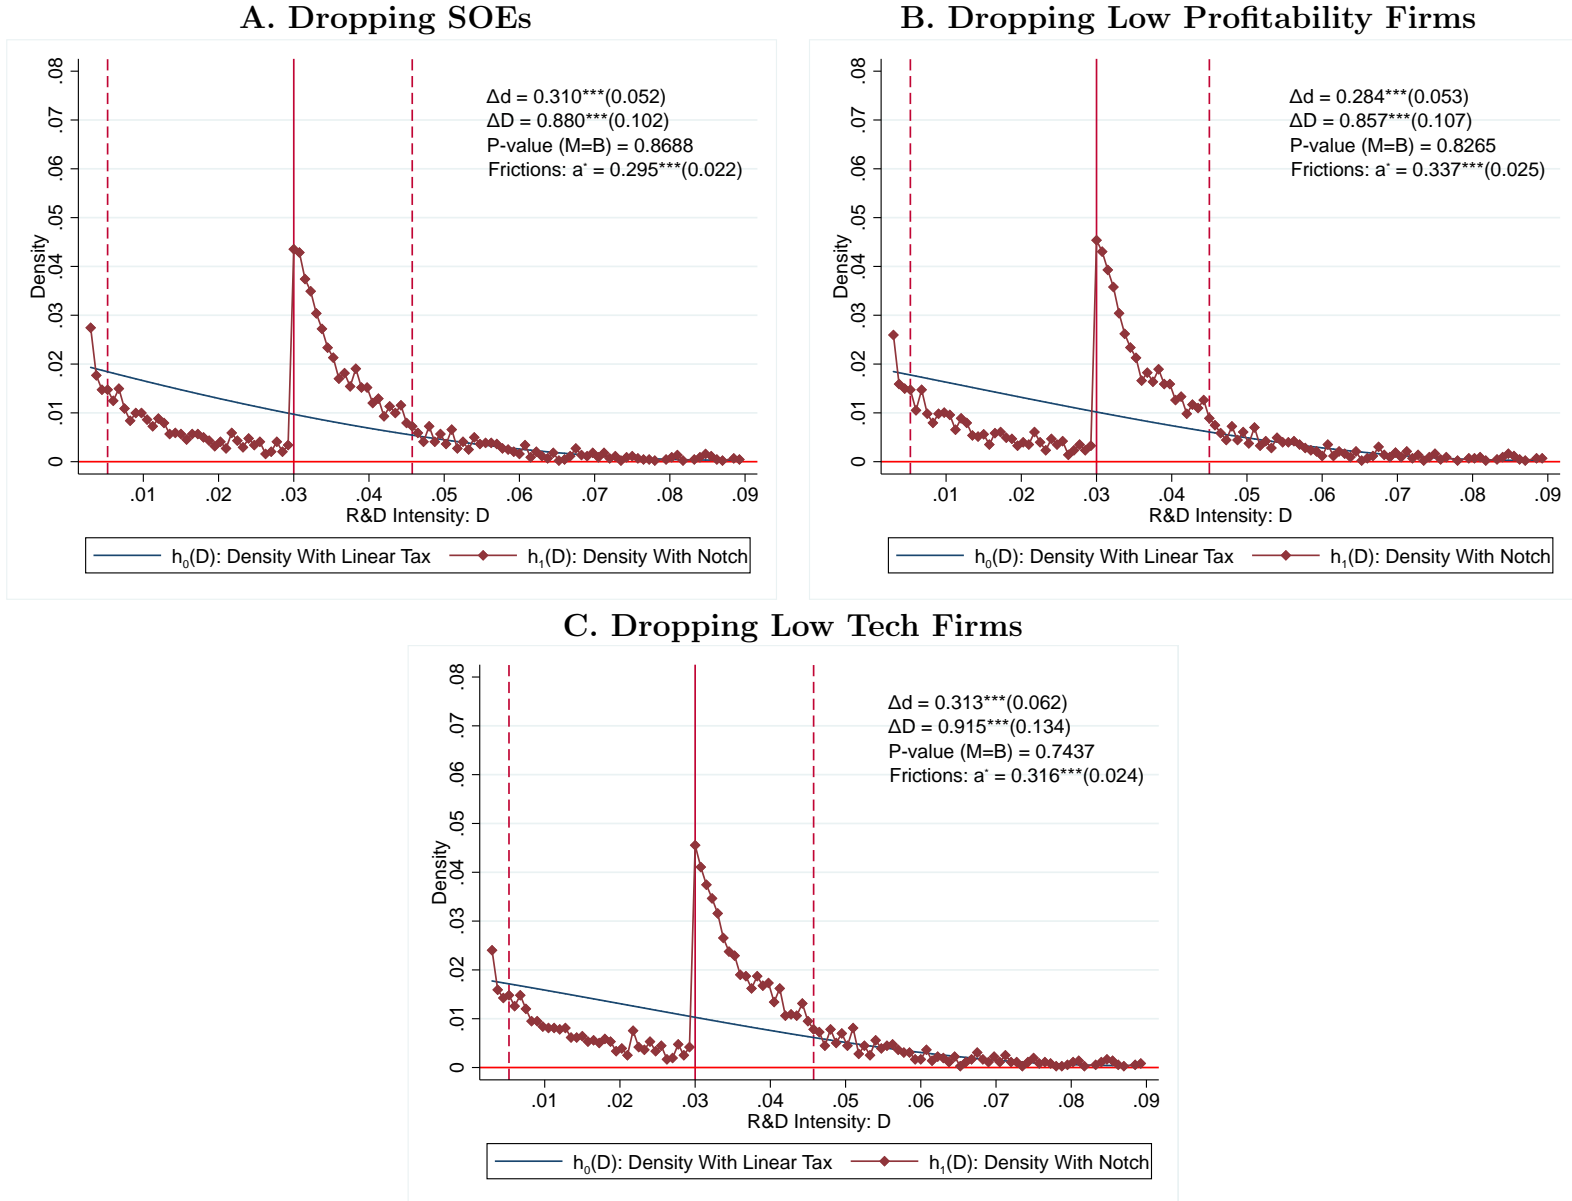 A. Dropping SOEs
Δd = 0.310***(0.052)
ΔD = 0.880***(0.102)
P-value (M=B) = 0.8688
Frictions: a* = 0.295***(0.022)
Density
0 .01 .02 .03 .04 .05 .06 .07 .08
.01 .02 .03 .04 .05 .06 .07 .08 .09
R&D Intensity: D
h₀(D): Density With Linear Tax h₁(D): Density With Notch
B. Dropping Low Profitability Firms
Δd = 0.284***(0.053)
ΔD = 0.857***(0.107)
P-value (M=B) = 0.8265
Frictions: a* = 0.337***(0.025)
Density
0 .01 .02 .03 .04 .05 .06 .07 .08
.01 .02 .03 .04 .05 .06 .07 .08 .09
R&D Intensity: D
h₀(D): Density With Linear Tax h₁(D): Density With Notch
C. Dropping Low Tech Firms
Δd = 0.313***(0.062)
ΔD = 0.915***(0.134)
P-value (M=B) = 0.7437
Frictions: a* = 0.316***(0.024)
Density
0 .01 .02 .03 .04 .05 .06 .07 .08
.01 .02 .03 .04 .05 .06 .07 .08 .09
R&D Intensity: D
h₀(D): Density With Linear Tax h₁(D): Density With Notch